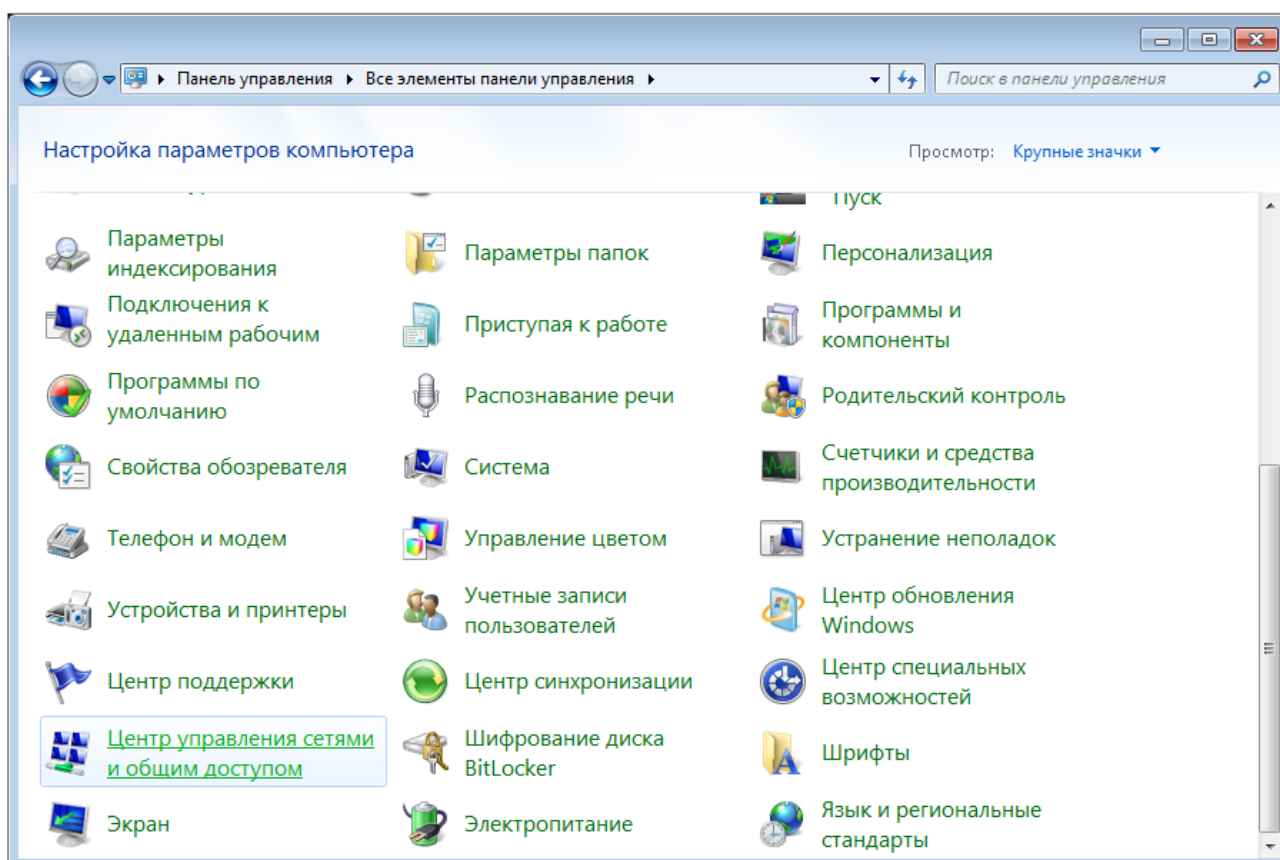 Панель управления ▸ Все элементы панели управления ▸
Поиск в панели управления
Настройка параметров компьютера
Просмотр: Крупные значки
Пуск
Параметры
индексирования
Параметры папок
Персонализация
Подключения к
удаленным рабочим
Приступая к работе
Программы и
компоненты
Программы по
умолчанию
Распознавание речи
Родительский контроль
Свойства обозревателя
Система
Счетчики и средства
производительности
Телефон и модем
Управление цветом
Устранение неполадок
Устройства и принтеры
Учетные записи
пользователей
Центр обновления
Windows
Центр поддержки
Центр синхронизации
Центр специальных
возможностей
Центр управления сетями
и общим доступом
Шифрование диска
BitLocker
Шрифты
Экран
Электропитание
Язык и региональные
стандарты